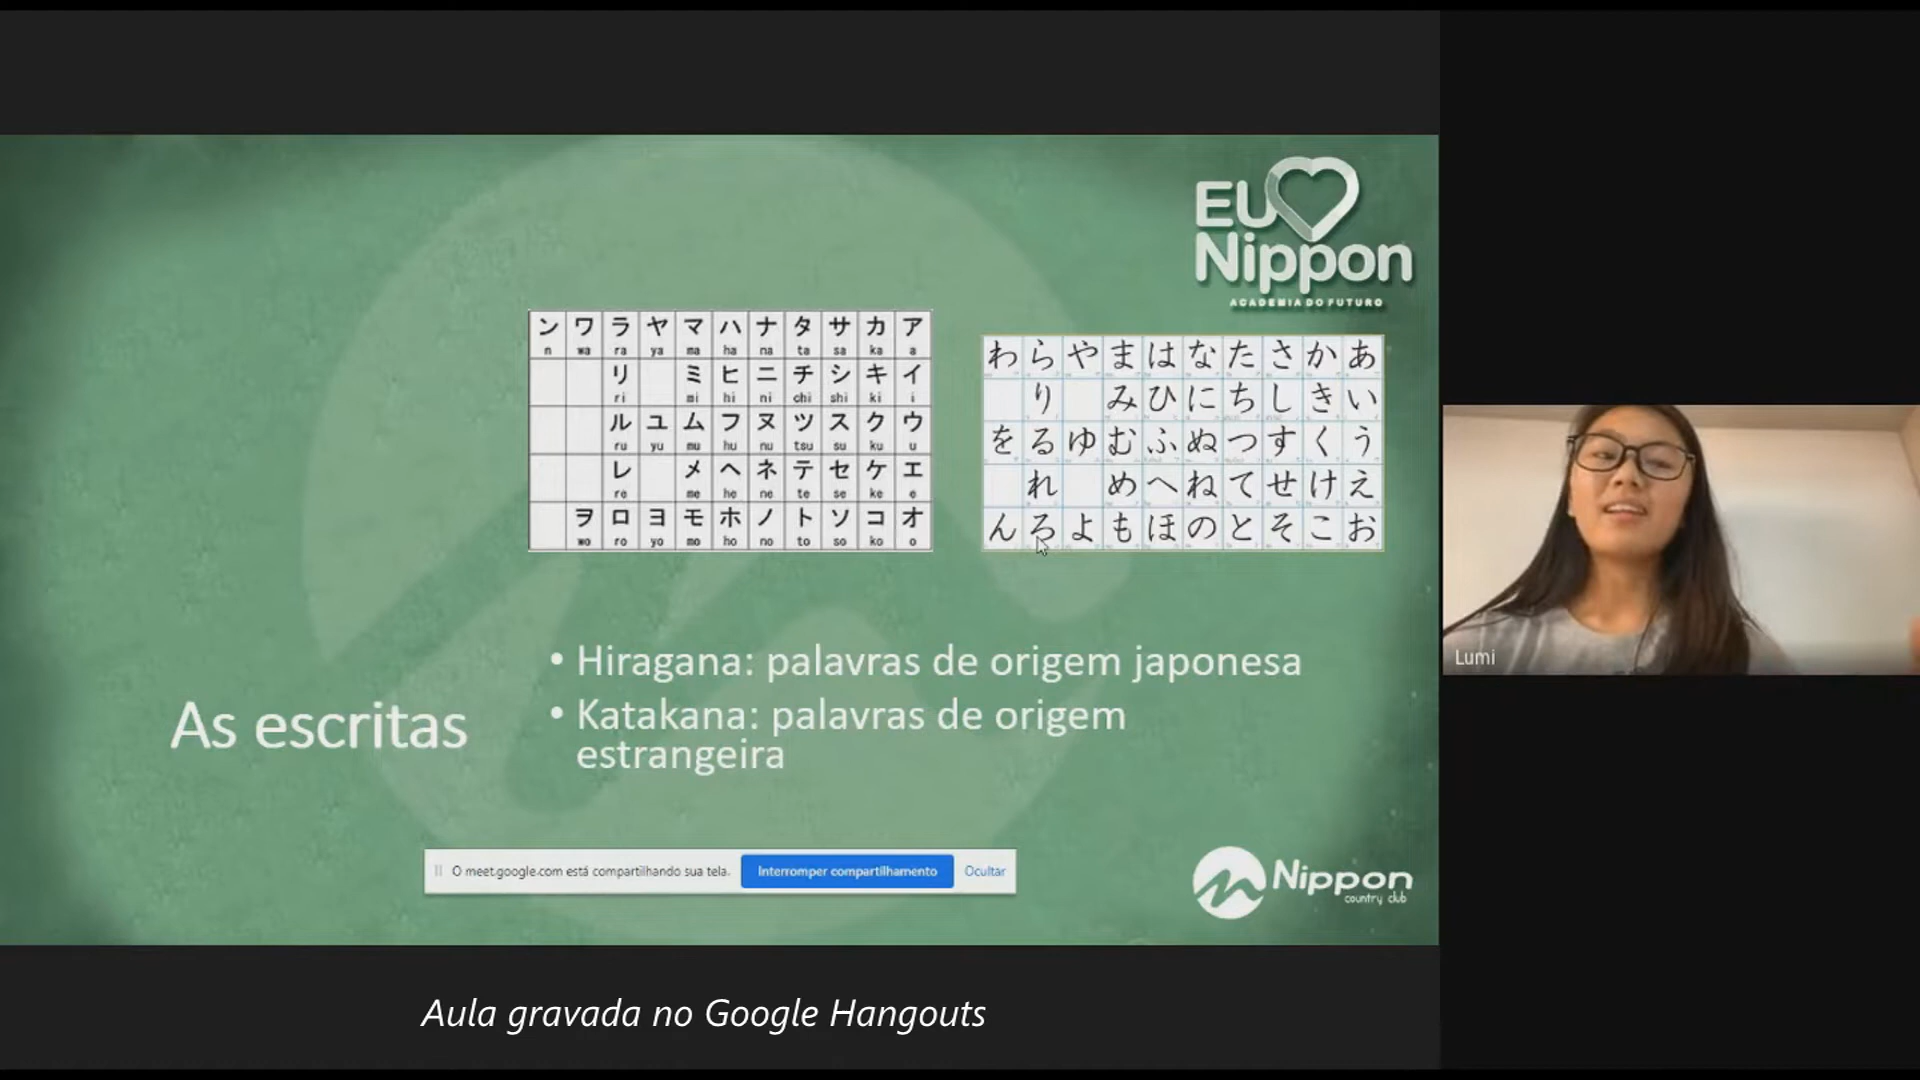 EU
Nippon
ACADEMIA DO FUTURO
ン ワ ラ ヤ マ ハ ナ タ サ カ ア
n wa ra ya ma ha na ta sa ka a
リ ミ ヒ ニ チ シ キ イ
ri mi hi ni chi shi ki i
ル ユ ム フ ヌ ツ ス ク ウ
ru yu mu hu nu tsu su ku u
レ メ ヘ ネ テ セ ケ エ
re me he ne te se ke e
ヲ ロ ヨ モ ホ ノ ト ソ コ オ
wo ro yo mo ho no to so ko o
わ ら や ま は な た さ か あ
り み ひ に ち し き い
を る ゆ む ふ ぬ つ す く う
れ め へ ね て せ け え
ん ろ よ も ほ の と そ こ お
As escritas
• Hiragana: palavras de origem japonesa
• Katakana: palavras de origem
estrangeira
O meet.google.com está compartilhando sua tela.
Interromper compartilhamento
Ocultar
Nippon
country club
Lumi
Aula gravada no Google Hangouts